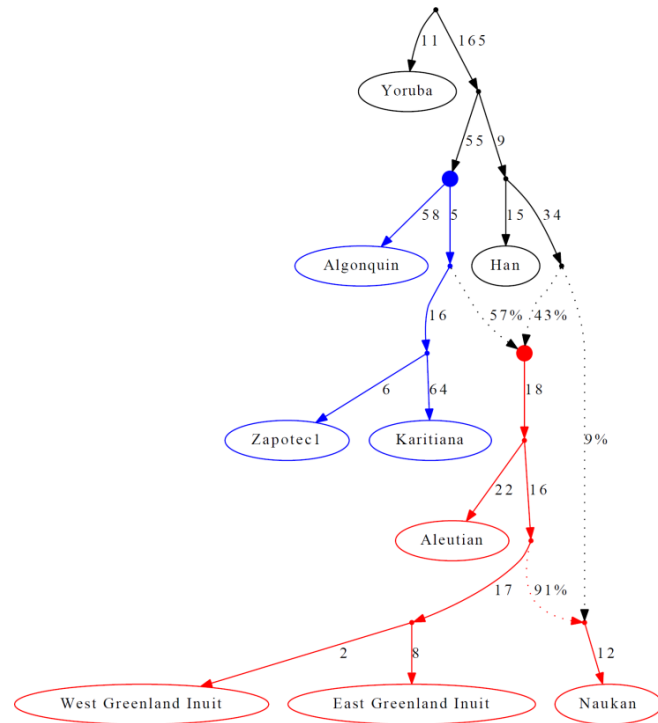 11 165
Yoruba
55 9
58 5 15 34
Algonquin Han
16 57% 43%
6 64 18
Zapotec1 Karitiana 9%
22 16
Aleutian
17 91%
2 8 12
West Greenland Inuit East Greenland Inuit Naukan